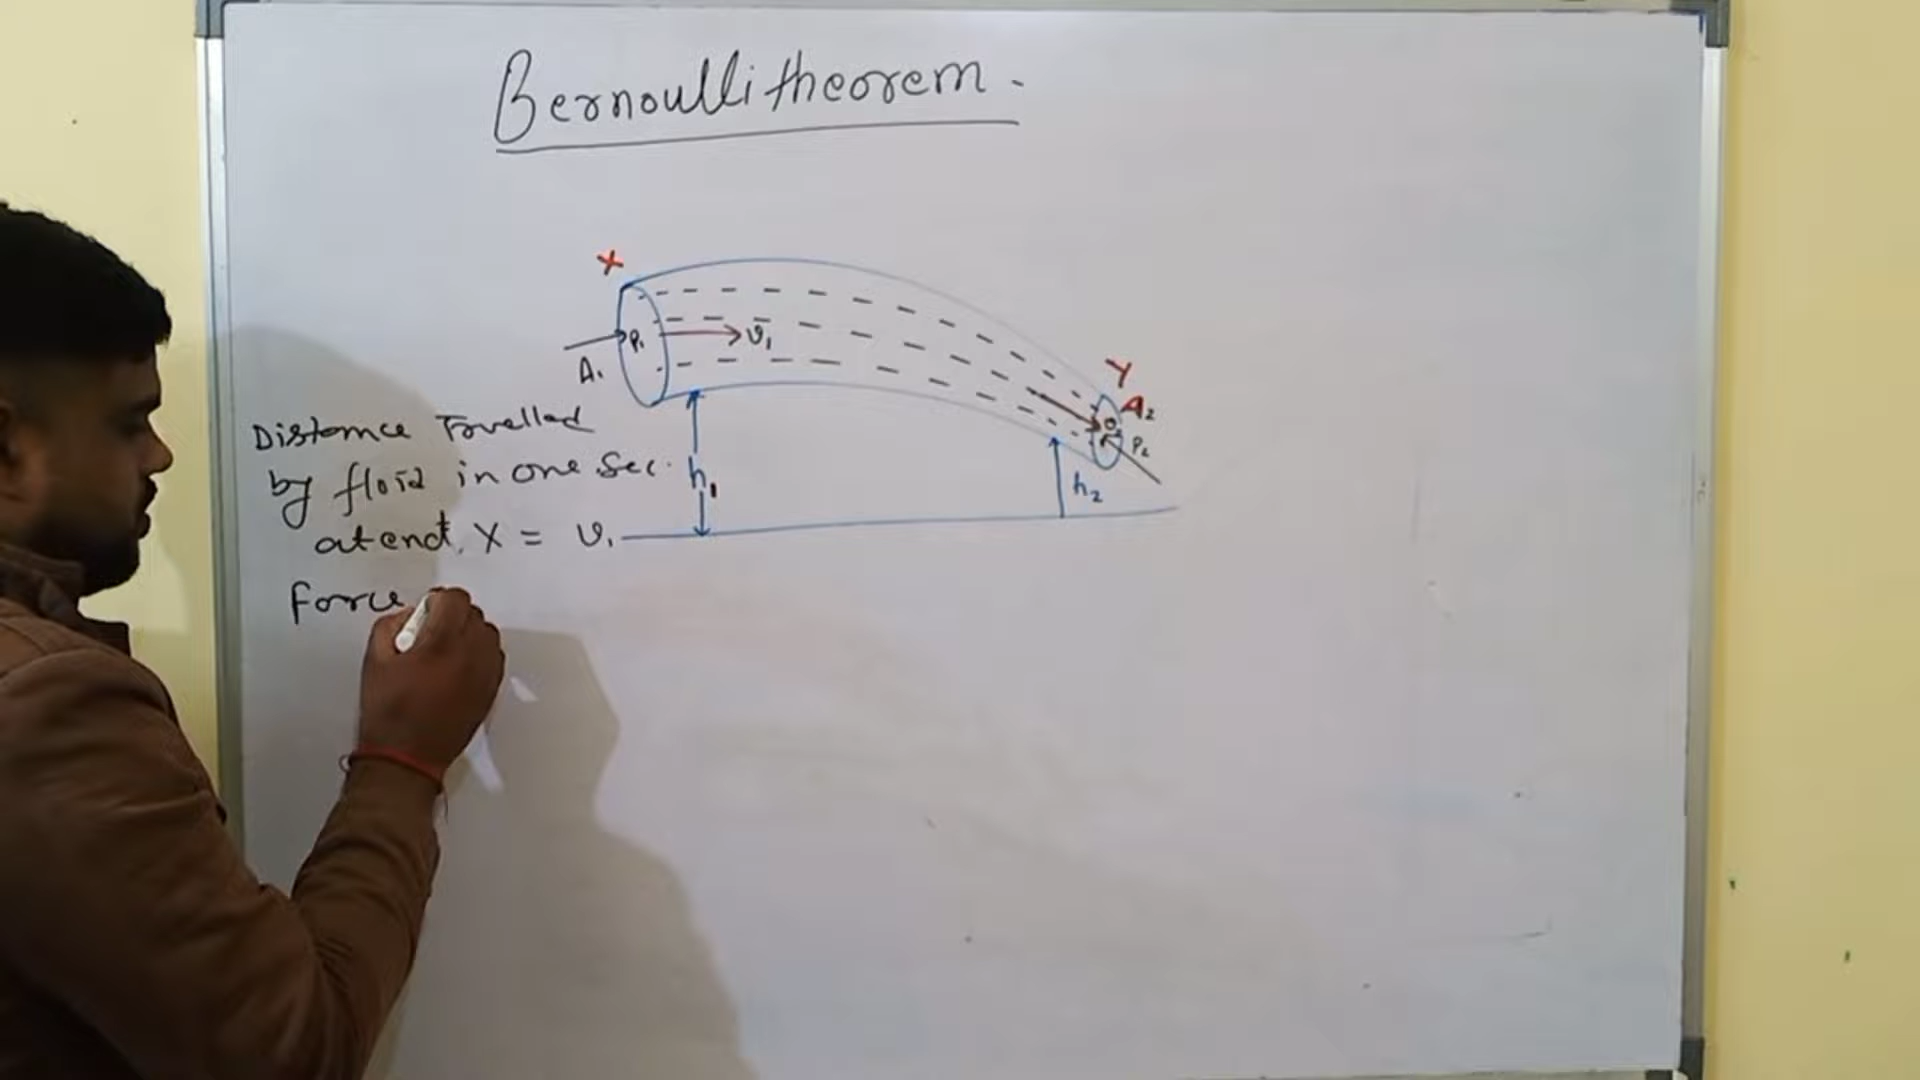 Bernoulli theorem.
X
P₁
v₁
A₁
Y
A₂
P₂
h₁
h₂
Distance Travelled
by fluid in one sec.
at end X = v₁
force